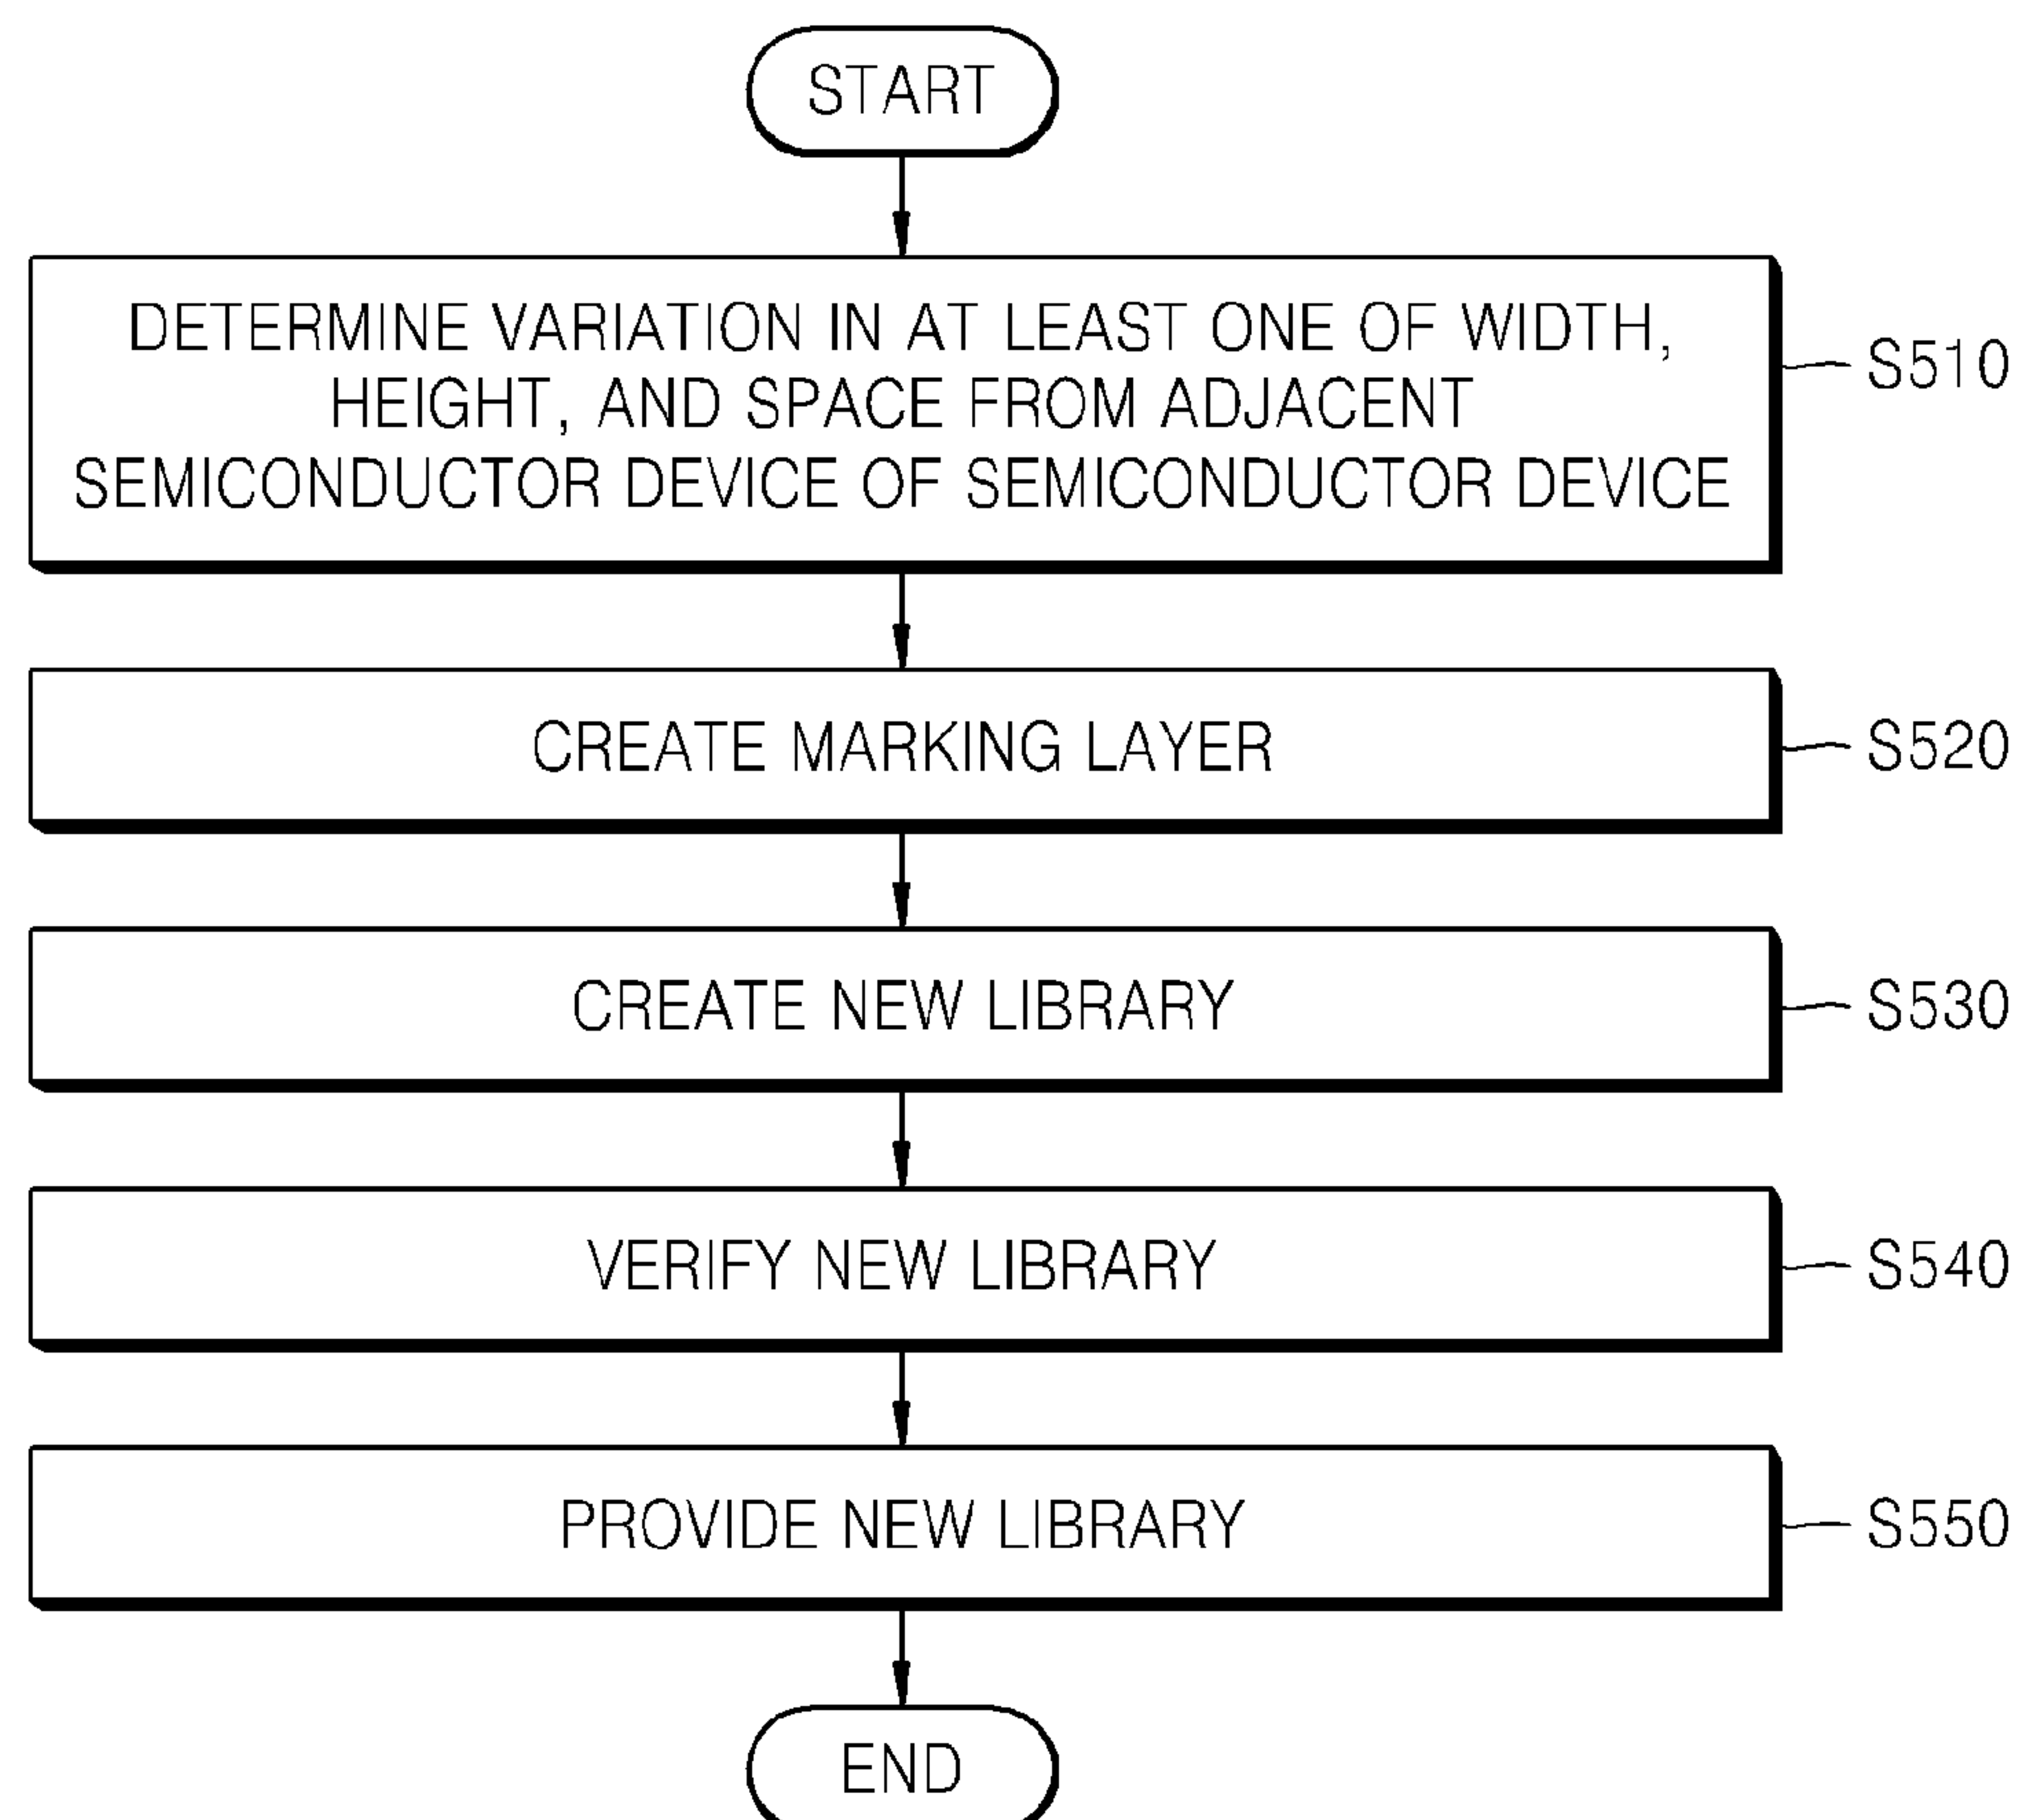 START
DETERMINE VARIATION IN AT LEAST ONE OF WIDTH,
HEIGHT, AND SPACE FROM ADJACENT
SEMICONDUCTOR DEVICE OF SEMICONDUCTOR DEVICE
S510
CREATE MARKING LAYER
S520
CREATE NEW LIBRARY
S530
VERIFY NEW LIBRARY
S540
PROVIDE NEW LIBRARY
S550
END